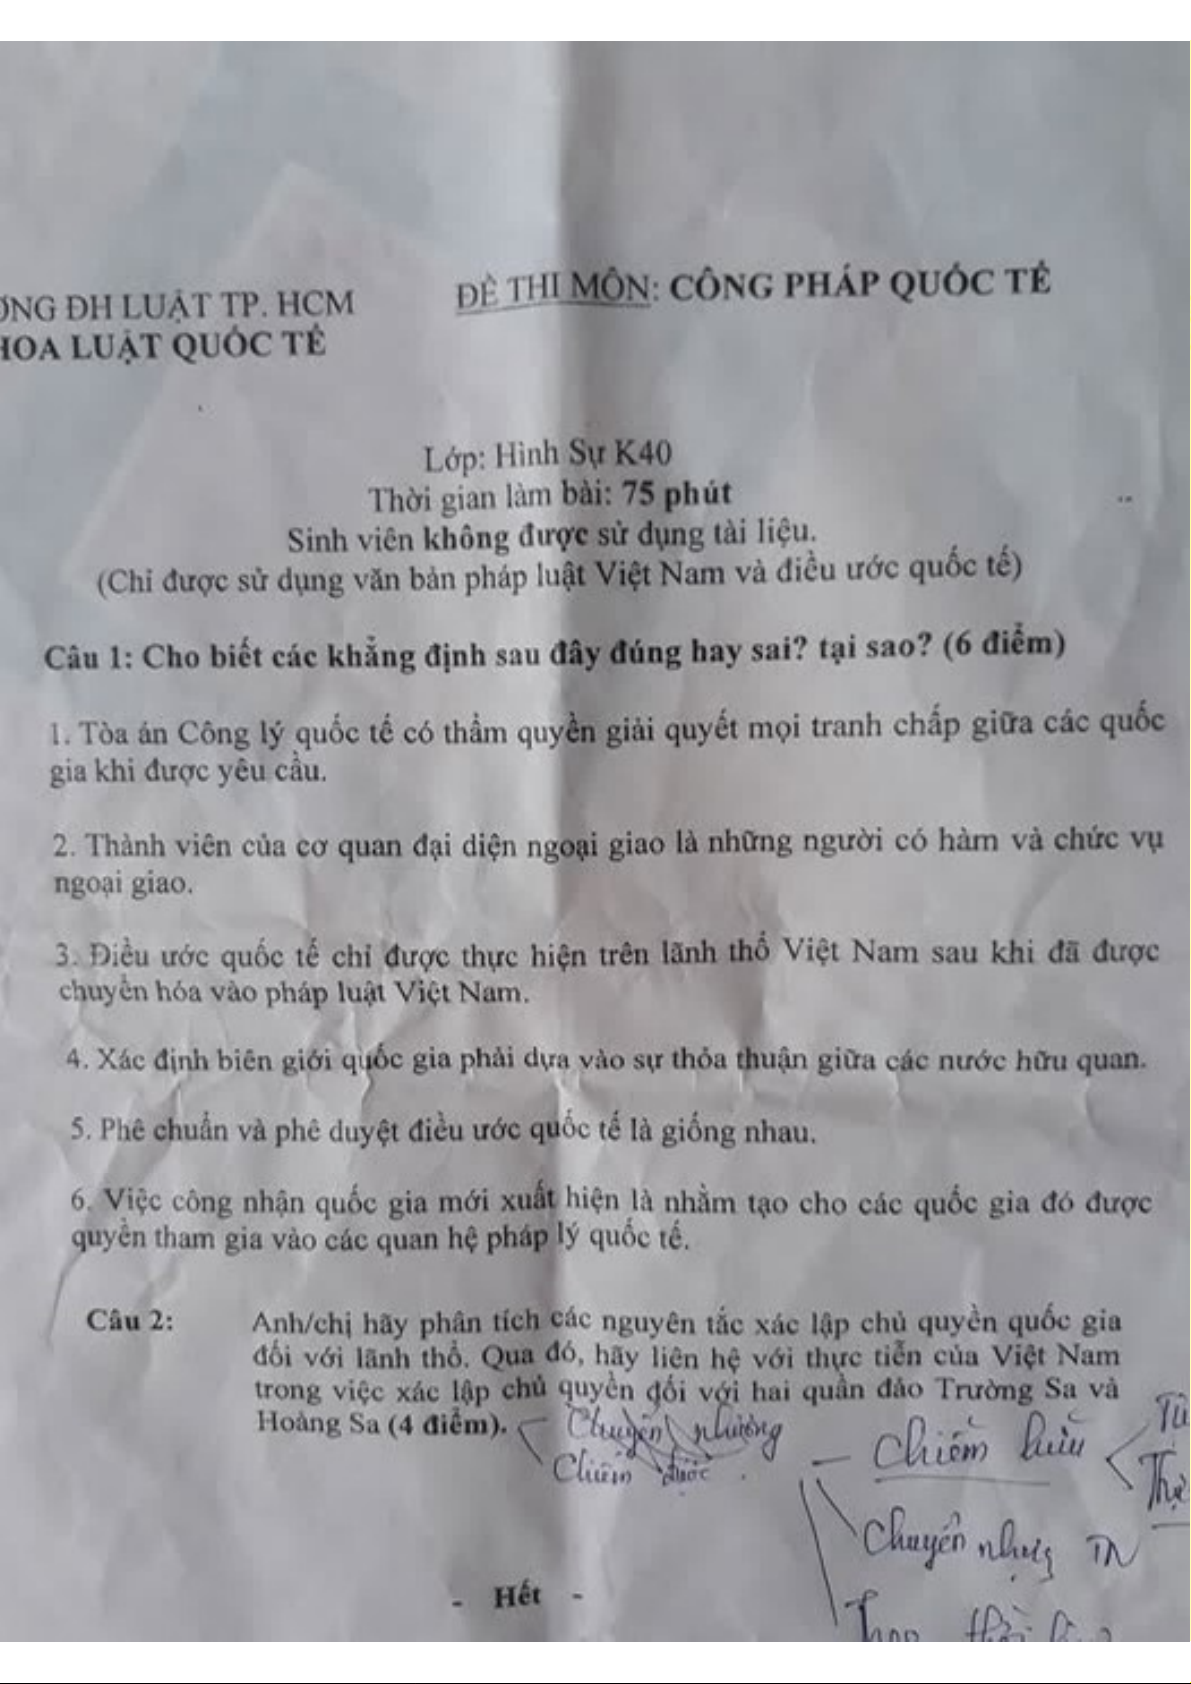 ĐH LUẬT TP. HCM
LUẬT QUỐC TẾ
ĐỀ THI MÔN: CÔNG PHÁP QUỐC TẾ
Lớp: Hình Sự K40
Thời gian làm bài: 75 phút
Sinh viên không được sử dụng tài liệu.
(Chỉ được sử dụng văn bản pháp luật Việt Nam và điều ước quốc tế)
Câu 1: Cho biết các khẳng định sau đây đúng hay sai? tại sao? (6 điểm)
1. Tòa án Công lý quốc tế có thẩm quyền giải quyết mọi tranh chấp giữa các quốc
gia khi được yêu cầu.
2. Thành viên của cơ quan đại diện ngoại giao là những người có hàm và chức vụ
ngoại giao.
3. Điều ước quốc tế chỉ được thực hiện trên lãnh thổ Việt Nam sau khi đã được
chuyển hóa vào pháp luật Việt Nam.
4. Xác định biên giới quốc gia phải dựa vào sự thỏa thuận giữa các nước hữu quan.
5. Phê chuẩn và phê duyệt điều ước quốc tế là giống nhau.
6. Việc công nhận quốc gia mới xuất hiện là nhằm tạo cho các quốc gia đó được
quyền tham gia vào các quan hệ pháp lý quốc tế.
Câu 2: Anh/chị hãy phân tích các nguyên tắc xác lập chủ quyền quốc gia
đối với lãnh thổ. Qua đó, hãy liên hệ với thực tiễn của Việt Nam
trong việc xác lập chủ quyền đối với hai quần đảo Trường Sa và
Hoàng Sa (4 điểm).
Chuyển nhượng
Chiếm được
- Chiếm hữu
Chuyển nhượng TN
Theo thời
- Hết -